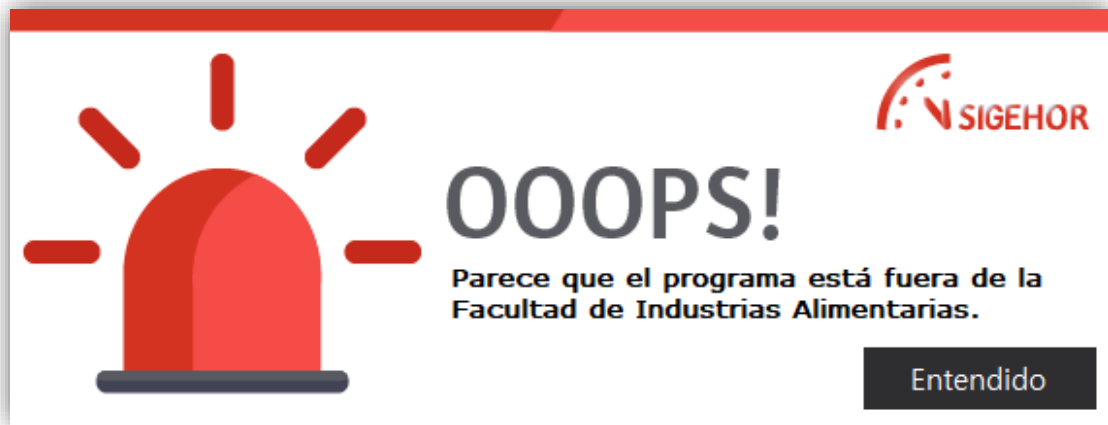 SIGEHOR
OOOPS!
Parece que el programa está fuera de la
Facultad de Industrias Alimentarias.
Entendido